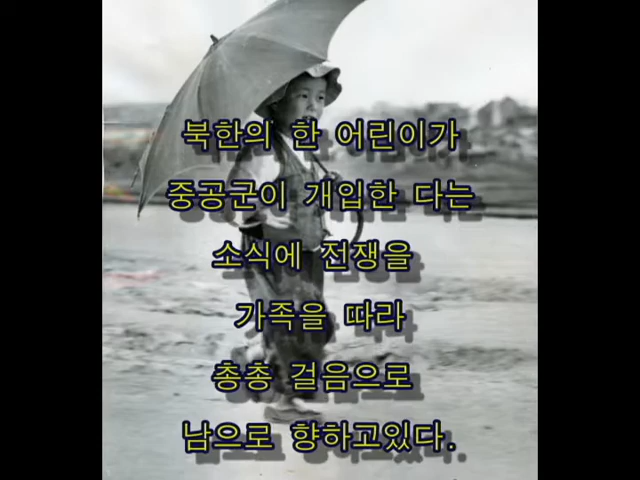 북한의 한 어린이가
중공군이 개입한 다는
소식에 전쟁을
가족을 따라
총총 걸음으로
남으로 향하고있다.